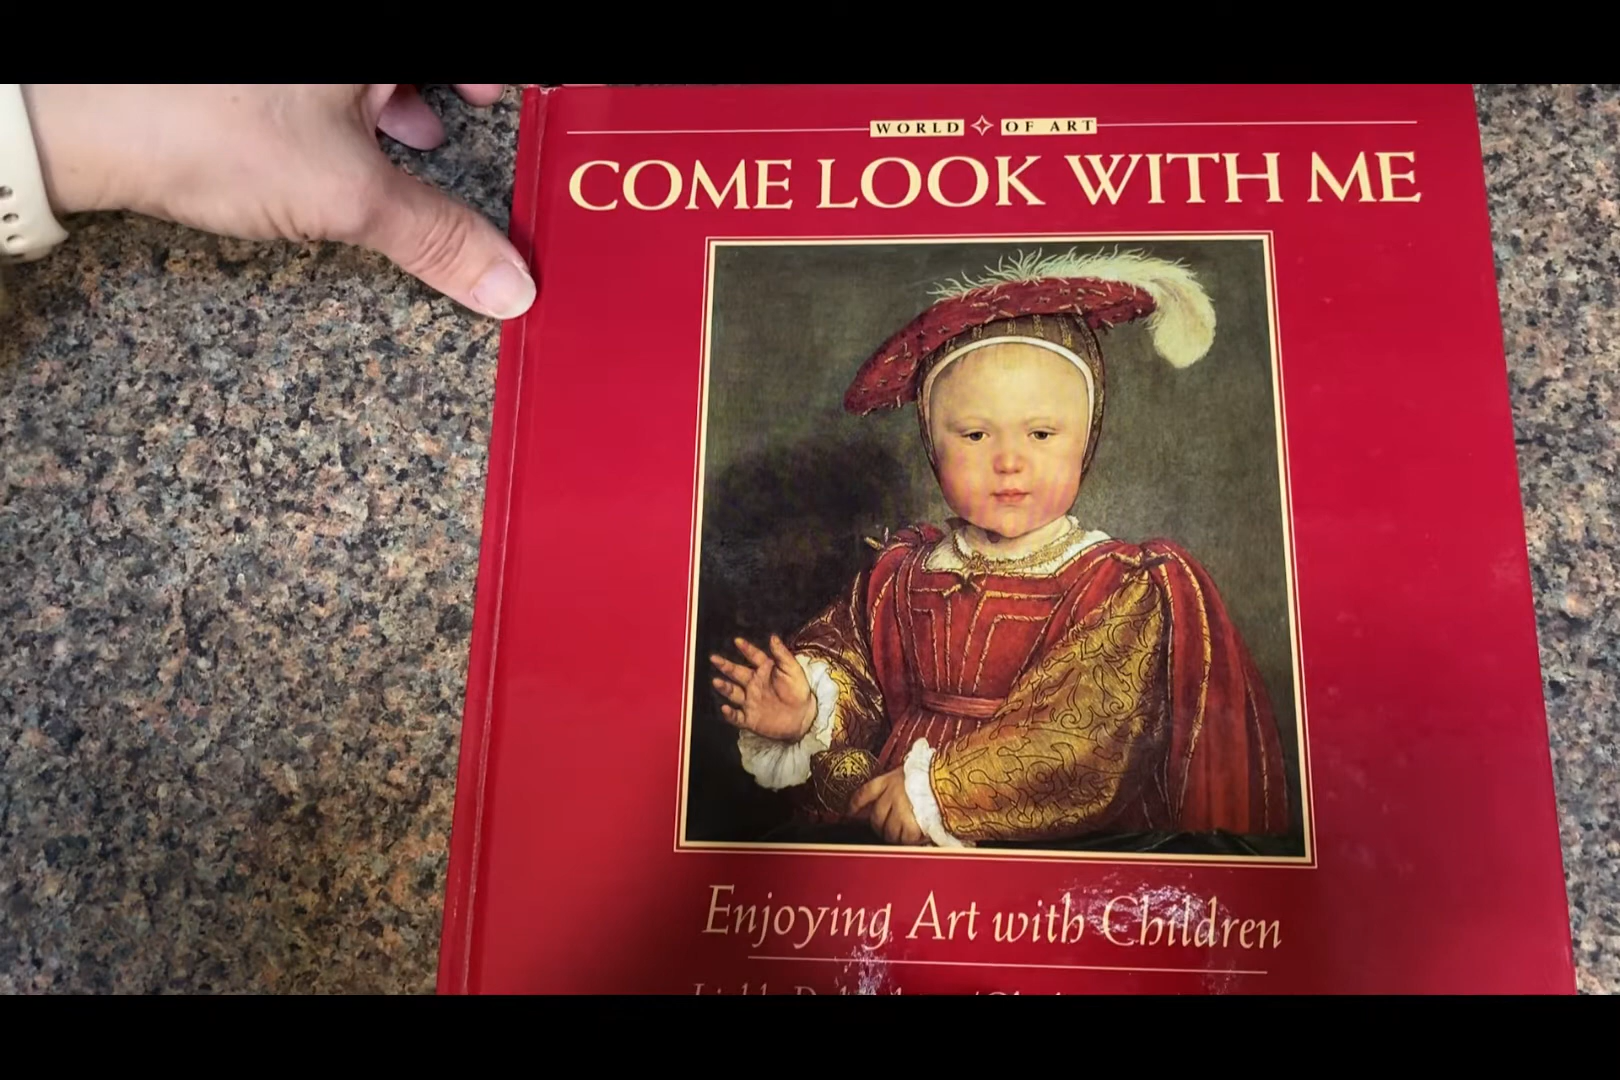 WORLD OF ART
COME LOOK WITH ME
Enjoying Art with Children